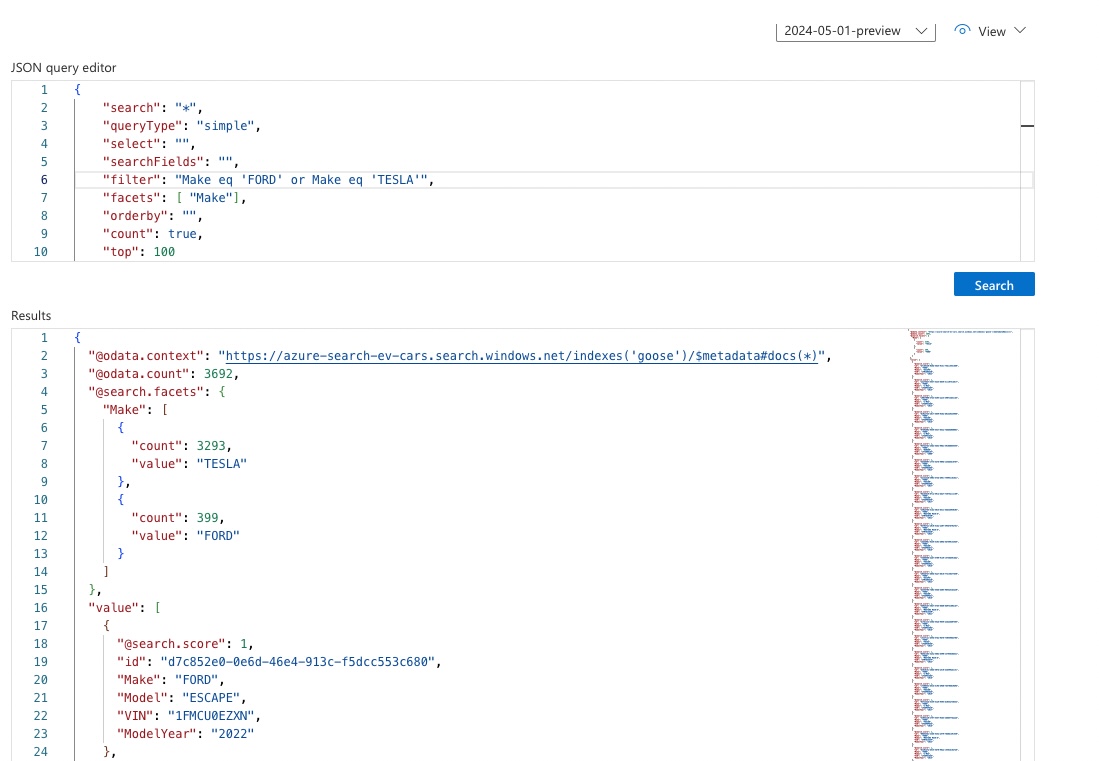 2024-05-01-preview
View
JSON query editor
1 {
2 "search": "*",
3 "queryType": "simple",
4 "select": "",
5 "searchFields": "",
6 "filter": "Make eq 'FORD' or Make eq 'TESLA'",
7 "facets": [ "Make"],
8 "orderby": "",
9 "count": true,
10 "top": 100
Search
Results
1 {
2 "@odata.context": "https://azure-search-ev-cars.search.windows.net/indexes('goose')/$metadata#docs(*)",
3 "@odata.count": 3692,
4 "@search.facets": {
5 "Make": [
6 {
7 "count": 3293,
8 "value": "TESLA"
9 },
10 {
11 "count": 399,
12 "value": "FORD"
13 }
14 ]
15 },
16 "value": [
17 {
18 "@search.score": 1,
19 "id": "d7c852e0-0e6d-46e4-913c-f5dcc553c680",
20 "Make": "FORD",
21 "Model": "ESCAPE",
22 "VIN": "1FMCU0EZXN",
23 "ModelYear": "2022"
24 },